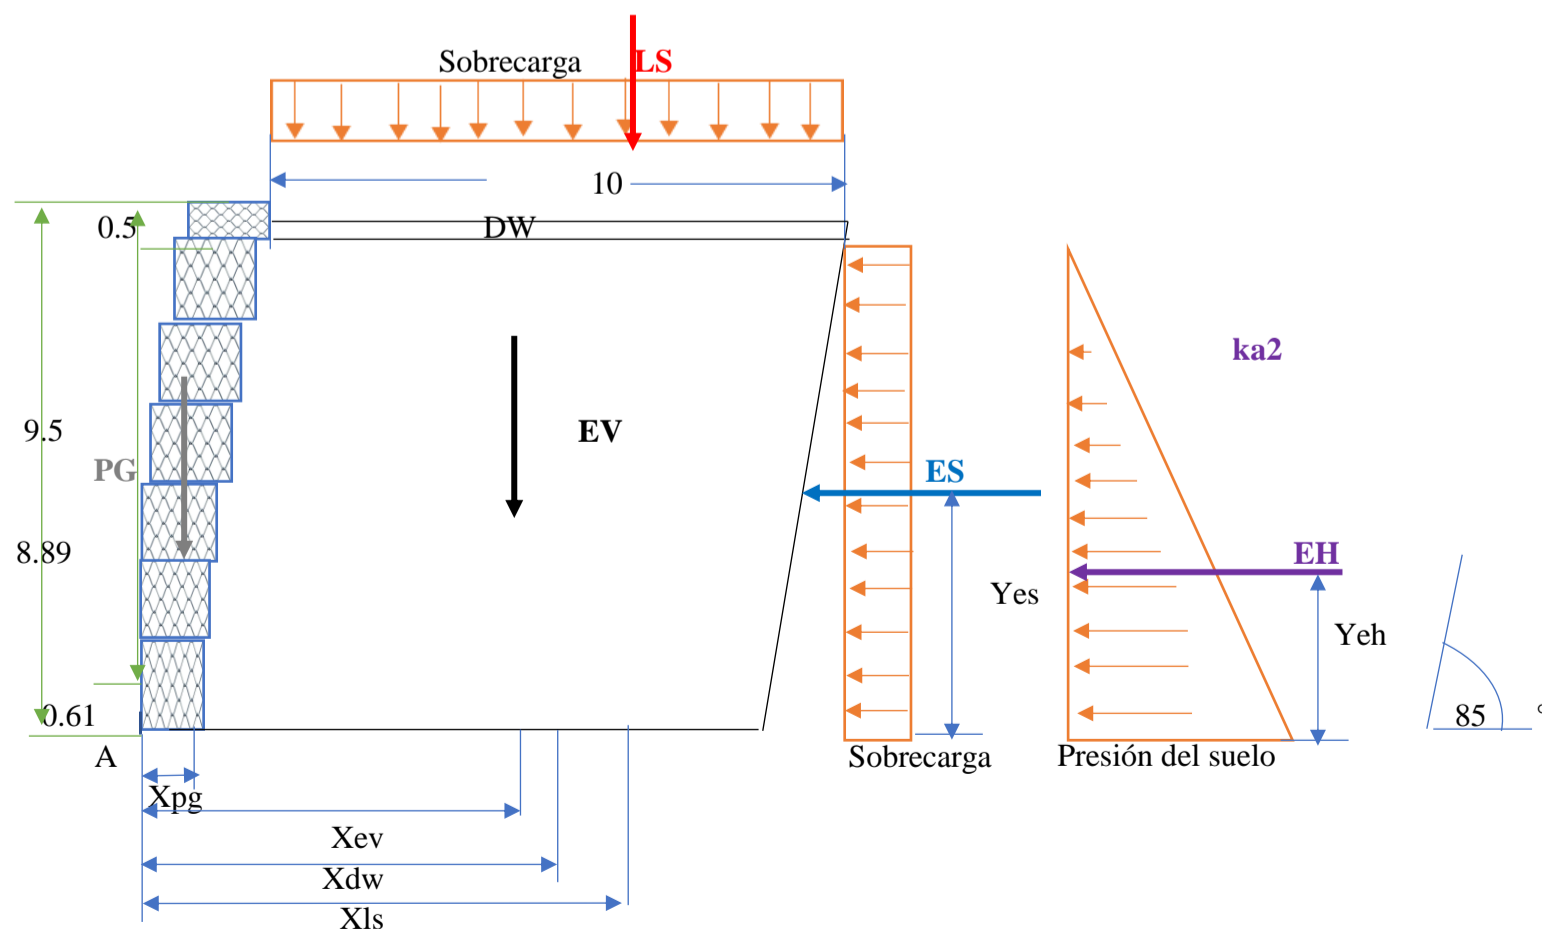 Sobrecarga
LS
10
0.5
DW
ka2
9.5
EV
PG
ES
8.89
EH
Yes
Yeh
0.61
85 °
A
Sobrecarga
Presión del suelo
Xpg
Xev
Xdw
Xls